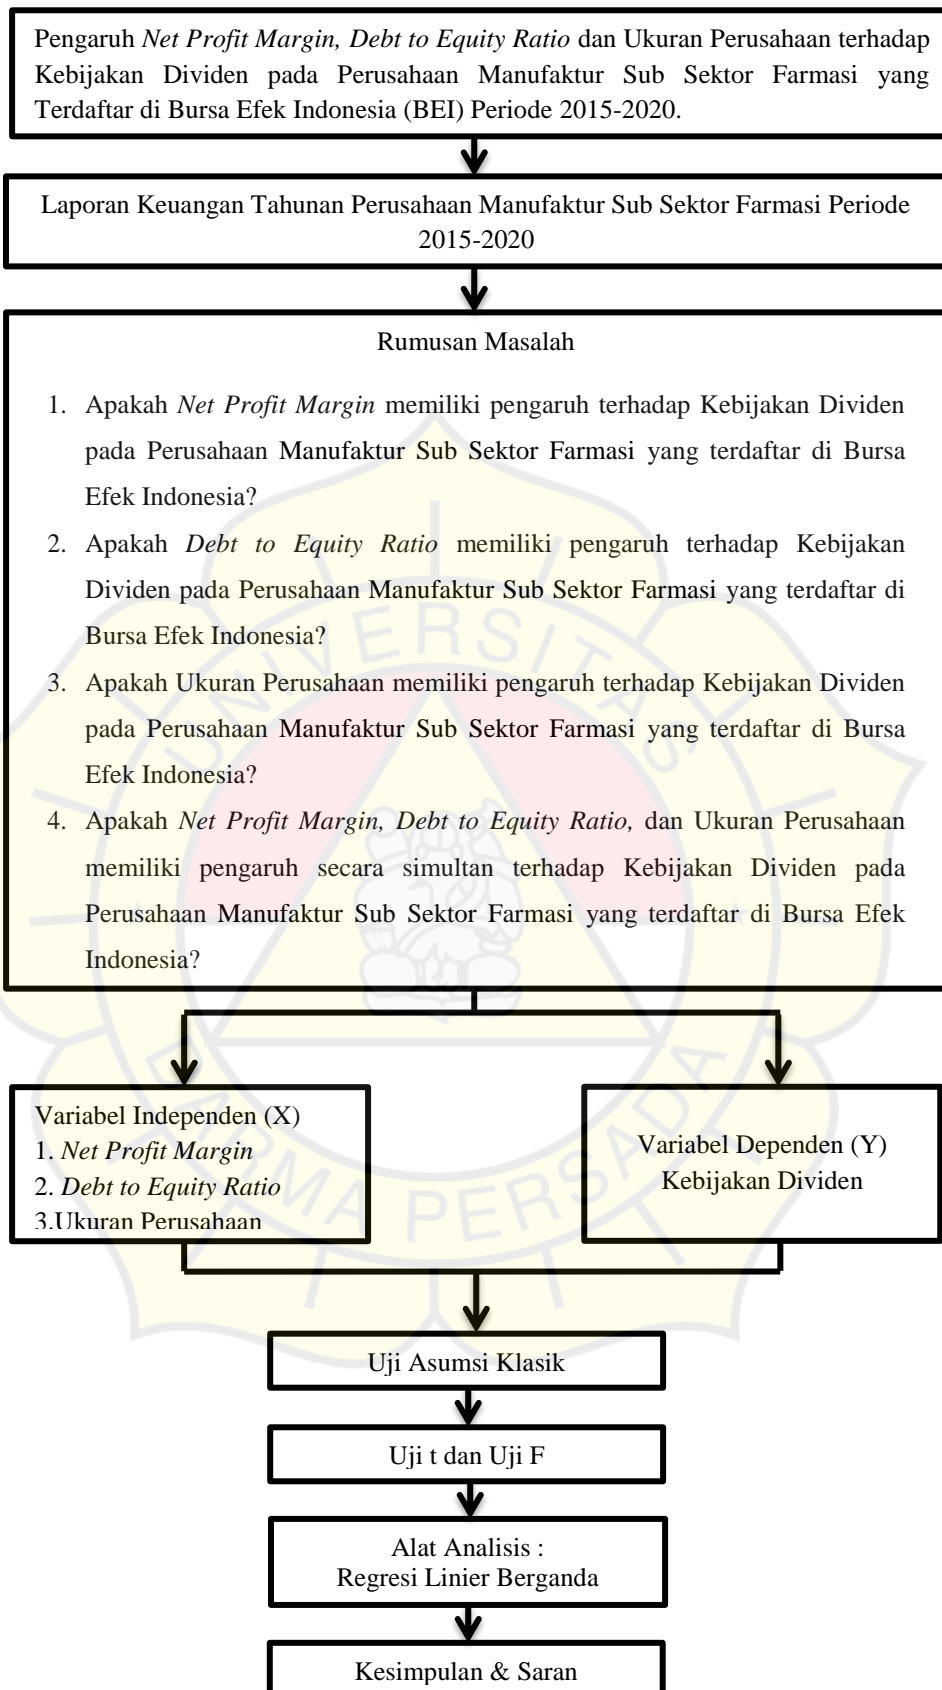 Pengaruh Net Profit Margin, Debt to Equity Ratio dan Ukuran Perusahaan terhadap
Kebijakan Dividen pada Perusahaan Manufaktur Sub Sektor Farmasi yang
Terdaftar di Bursa Efek Indonesia (BEI) Periode 2015-2020.
Laporan Keuangan Tahunan Perusahaan Manufaktur Sub Sektor Farmasi Periode
2015-2020
Rumusan Masalah
1. Apakah Net Profit Margin memiliki pengaruh terhadap Kebijakan Dividen
pada Perusahaan Manufaktur Sub Sektor Farmasi yang terdaftar di Bursa
Efek Indonesia?
2. Apakah Debt to Equity Ratio memiliki pengaruh terhadap Kebijakan
Dividen pada Perusahaan Manufaktur Sub Sektor Farmasi yang terdaftar di
Bursa Efek Indonesia?
3. Apakah Ukuran Perusahaan memiliki pengaruh terhadap Kebijakan Dividen
pada Perusahaan Manufaktur Sub Sektor Farmasi yang terdaftar di Bursa
Efek Indonesia?
4. Apakah Net Profit Margin, Debt to Equity Ratio, dan Ukuran Perusahaan
memiliki pengaruh secara simultan terhadap Kebijakan Dividen pada
Perusahaan Manufaktur Sub Sektor Farmasi yang terdaftar di Bursa Efek
Indonesia?
Variabel Independen (X)
1. Net Profit Margin
2. Debt to Equity Ratio
3.Ukuran Perusahaan
Variabel Dependen (Y)
Kebijakan Dividen
Uji Asumsi Klasik
Uji t dan Uji F
Alat Analisis :
Regresi Linier Berganda
Kesimpulan & Saran
UNIVERSITAS
DARMA PERSADA